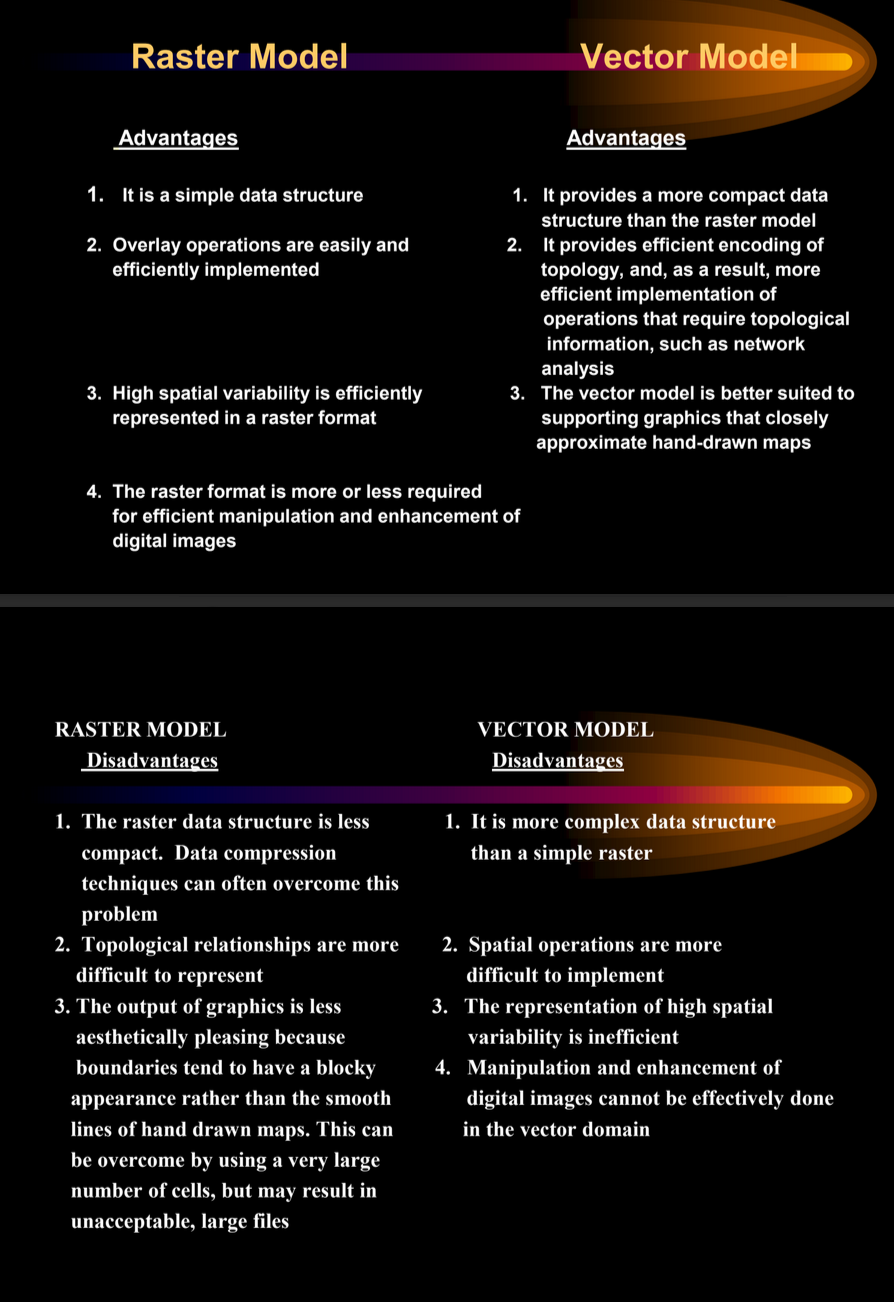 Raster Model
Vector Model
Advantages
1. It is a simple data structure
2. Overlay operations are easily and
efficiently implemented
3. High spatial variability is efficiently
represented in a raster format
4. The raster format is more or less required
for efficient manipulation and enhancement of
digital images
Advantages
1. It provides a more compact data
structure than the raster model
2. It provides efficient encoding of
topology, and, as a result, more
efficient implementation of
operations that require topological
information, such as network
analysis
3. The vector model is better suited to
supporting graphics that closely
approximate hand-drawn maps
RASTER MODEL
Disadvantages
1. The raster data structure is less
compact. Data compression
techniques can often overcome this
problem
2. Topological relationships are more
difficult to represent
3. The output of graphics is less
aesthetically pleasing because
boundaries tend to have a blocky
appearance rather than the smooth
lines of hand drawn maps. This can
be overcome by using a very large
number of cells, but may result in
unacceptable, large files
VECTOR MODEL
Disadvantages
1. It is more complex data structure
than a simple raster
2. Spatial operations are more
difficult to implement
3. The representation of high spatial
variability is inefficient
4. Manipulation and enhancement of
digital images cannot be effectively done
in the vector domain